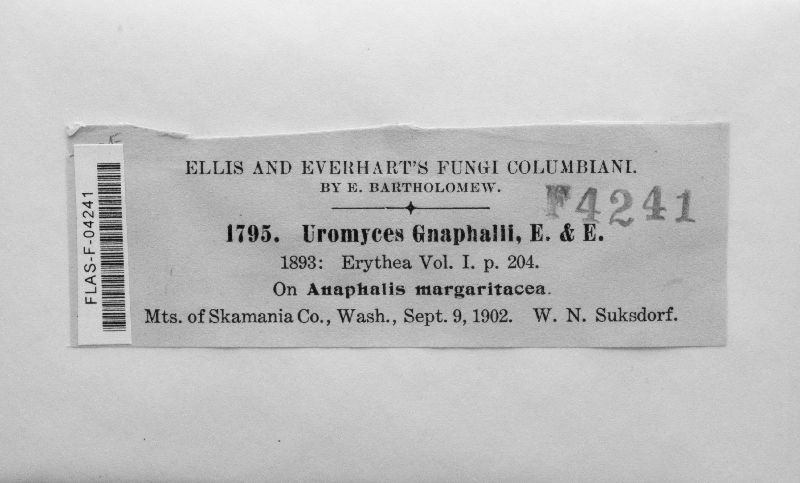 ELLIS AND EVERHART'S FUNGI COLUMBIANI.
BY E. BARTHOLOMEW.
F4241
1795. Uromyces Gnaphalii, E. & E.
1893: Erythea Vol. I. p. 204.
On Anaphalis margaritacea.
Mts. of Skamania Co., Wash., Sept. 9, 1902. W. N. Suksdorf.
FLAS-F-04241